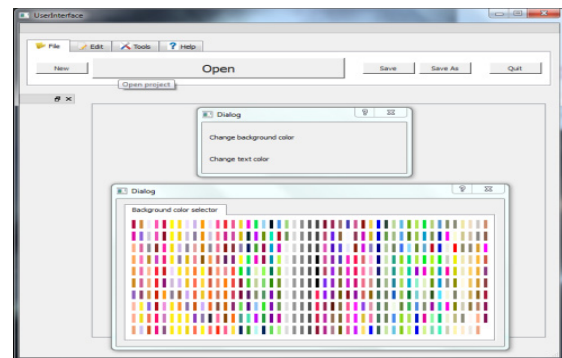 UserInterface
File Edit Tools Help
New Open Save Save As Quit
Open project
Dialog
Change background color
Change text color
Dialog
Background color selector